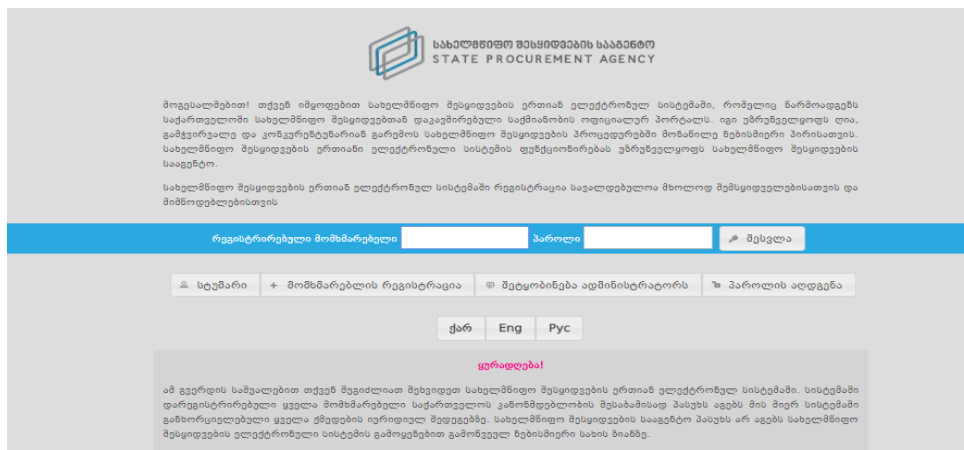 სახელმწიფო შესყიდვების სააგენტო
STATE PROCUREMENT AGENCY
მოგესალმებით! თქვენ იმყოფებით სახელმწიფო შესყიდვების ერთიან ელექტრონულ სისტემაში, რომელიც წარმოადგენს
საქართველოში სახელმწიფო შესყიდვებთან დაკავშირებული საქმიანობის ოფიციალურ პორტალს. იგი უზრუნველყოფს ღია,
გამჭვირვალე და კონკურენტუნარიან გარემოს სახელმწიფო შესყიდვების პროცედურებში მონაწილე ნებისმიერი პირისათვის.
სახელმწიფო შესყიდვების ერთიანი ელექტრონული სისტემის ფუნქციონირებას უზრუნველყოფს სახელმწიფო შესყიდვების
სააგენტო.
სახელმწიფო შესყიდვების ერთიან ელექტრონულ სისტემაში რეგისტრაცია სავალდებულოა მხოლოდ შემსყიდველებისათვის და
მიმწოდებლებისთვის
რეგისტრირებული მომხმარებელი პაროლი შესვლა
სტუმარი მომხმარებლის რეგისტრაცია შეტყობინება ადმინისტრატორს პაროლის აღდგენა
ქარ Eng Рус
ყურადღება!
ამ გვერდის საშუალებით თქვენ შეგიძლიათ შეხვიდეთ სახელმწიფო შესყიდვების ერთიან ელექტრონულ სისტემაში. სისტემაში
დარეგისტრირებული ყველა მომხმარებელი საქართველოს კანონმდებლობის შესაბამისად პასუხს აგებს მის მიერ სისტემაში
განხორციელებული ყველა ქმედების იურიდიულ შედეგებზე. სახელმწიფო შესყიდვების სააგენტო პასუხს არ აგებს სახელმწიფო
შესყიდვების ელექტრონული სისტემის გამოყენებით გამოწვეულ ნებისმიერი სახის ზიანზე.